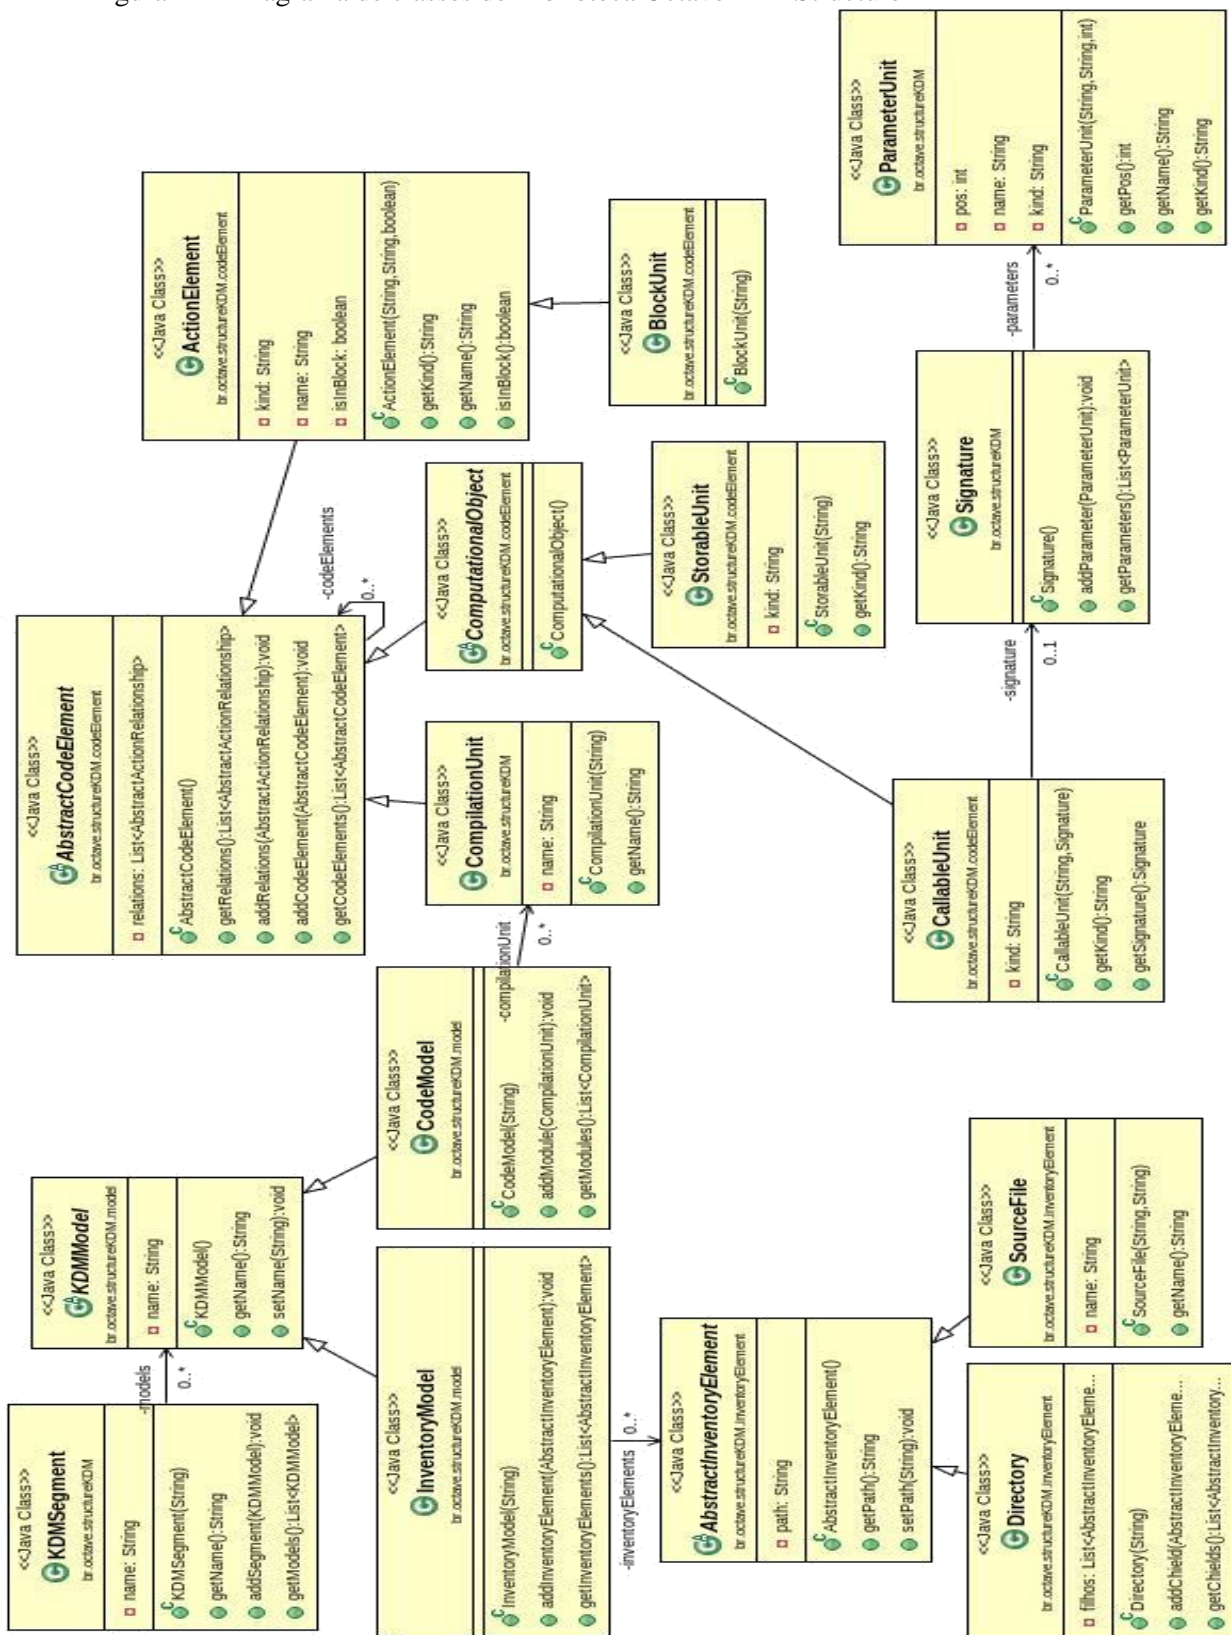 <<Java Class>>
KDMSegment
br.octave.structureKDM
name: String
KDMSegment(String)
getName():String
addSegment(KDMModel):void
getModels():List<KDMModel>
-models
0..*
<<Java Class>>
KDMModel
br.octave.structureKDM.model
name: String
KDMModel()
getName():String
setName(String):void
<<Java Class>>
AbstractCodeElement
br.octave.structureKDM.codeElement
relations: List<AbstractActionRelationship>
AbstractCodeElement()
getRelations():List<AbstractActionRelationship>
addRelations(AbstractActionRelationship):void
addCodeElement(AbstractCodeElement):void
getCodeElements():List<AbstractCodeElement>
-codeElements
0..*
<<Java Class>>
ActionElement
br.octave.structureKDM.codeElement
kind: String
name: String
isInBlock: boolean
ActionElement(String,String,boolean)
getKind():String
getName():String
isInBlock():boolean
<<Java Class>>
InventoryModel
br.octave.structureKDM.model
InventoryModel(String)
addInventoryElement(AbstractInventoryElement):void
getInventoryElements():List<AbstractInventoryElement>
-inventoryElements
0..*
<<Java Class>>
CodeModel
br.octave.structureKDM.model
CodeModel(String)
addModule(CompilationUnit):void
getModules():List<CompilationUnit>
-compilationUnit
0..*
<<Java Class>>
CompilationUnit
br.octave.structureKDM
name: String
CompilationUnit(String)
getName():String
<<Java Class>>
ComputationalObject
br.octave.structureKDM.codeElement
ComputationalObject()
<<Java Class>>
BlockUnit
br.octave.structureKDM.codeElement
BlockUnit(String)
<<Java Class>>
StorableUnit
br.octave.structureKDM.codeElement
kind: String
StorableUnit(String)
getKind():String
<<Java Class>>
AbstractInventoryElement
br.octave.structureKDM.inventoryElement
path: String
AbstractInventoryElement()
getPath():String
setPath(String):void
<<Java Class>>
CallableUnit
br.octave.structureKDM.codeElement
kind: String
CallableUnit(String,Signature)
getKind():String
getSignature():Signature
-signature
0..1
<<Java Class>>
Signature
br.octave.structureKDM
Signature()
addParameter(ParameterUnit):void
getParameters():List<ParameterUnit>
-parameters
0..*
<<Java Class>>
ParameterUnit
br.octave.structureKDM
pos: int
name: String
kind: String
ParameterUnit(String,String,int)
getPos():int
getName():String
getKind():String
<<Java Class>>
Directory
br.octave.structureKDM.inventoryElement
filhos: List<AbstractInventoryEleme...
Directory(String)
addChield(AbstractInventoryEleme...
getChields():List<AbstractInventory...
<<Java Class>>
SourceFile
br.octave.structureKDM.inventoryElement
name: String
SourceFile(String,String)
getName():String